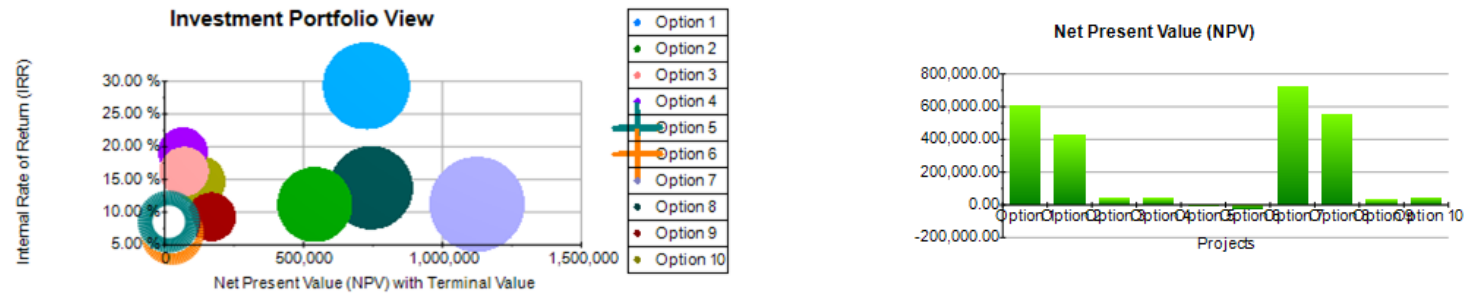 Investment Portfolio View
Internal Rate of Return (IRR)
30.00 %
25.00 %
20.00 %
15.00 %
10.00 %
5.00 %
0
500,000
1,000,000
1,500,000
Net Present Value (NPV) with Terminal Value
Option 1
Option 2
Option 3
Option 4
Option 5
Option 6
Option 7
Option 8
Option 9
Option 10
Net Present Value (NPV)
800,000.00
600,000.00
400,000.00
200,000.00
0.00
-200,000.00
Option 1
Option 2
Option 3
Option 4
Option 5
Option 6
Option 7
Option 8
Option 9
Option 10
Projects